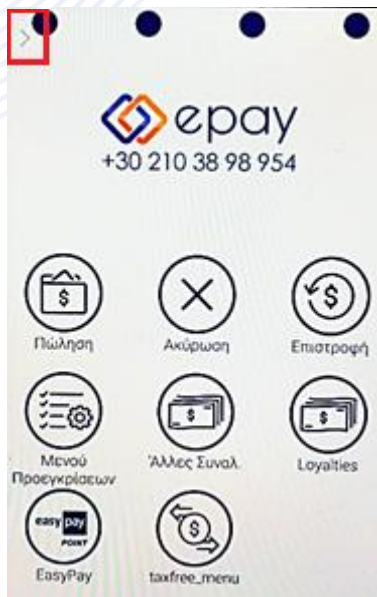 epay
+30 210 38 98 954
Πώληση
Ακύρωση
Επιστροφή
Μενού
Προεγκρίσεων
Άλλες Συναλ.
Loyalties
easy pay
POINT
EasyPay
taxfree_menu